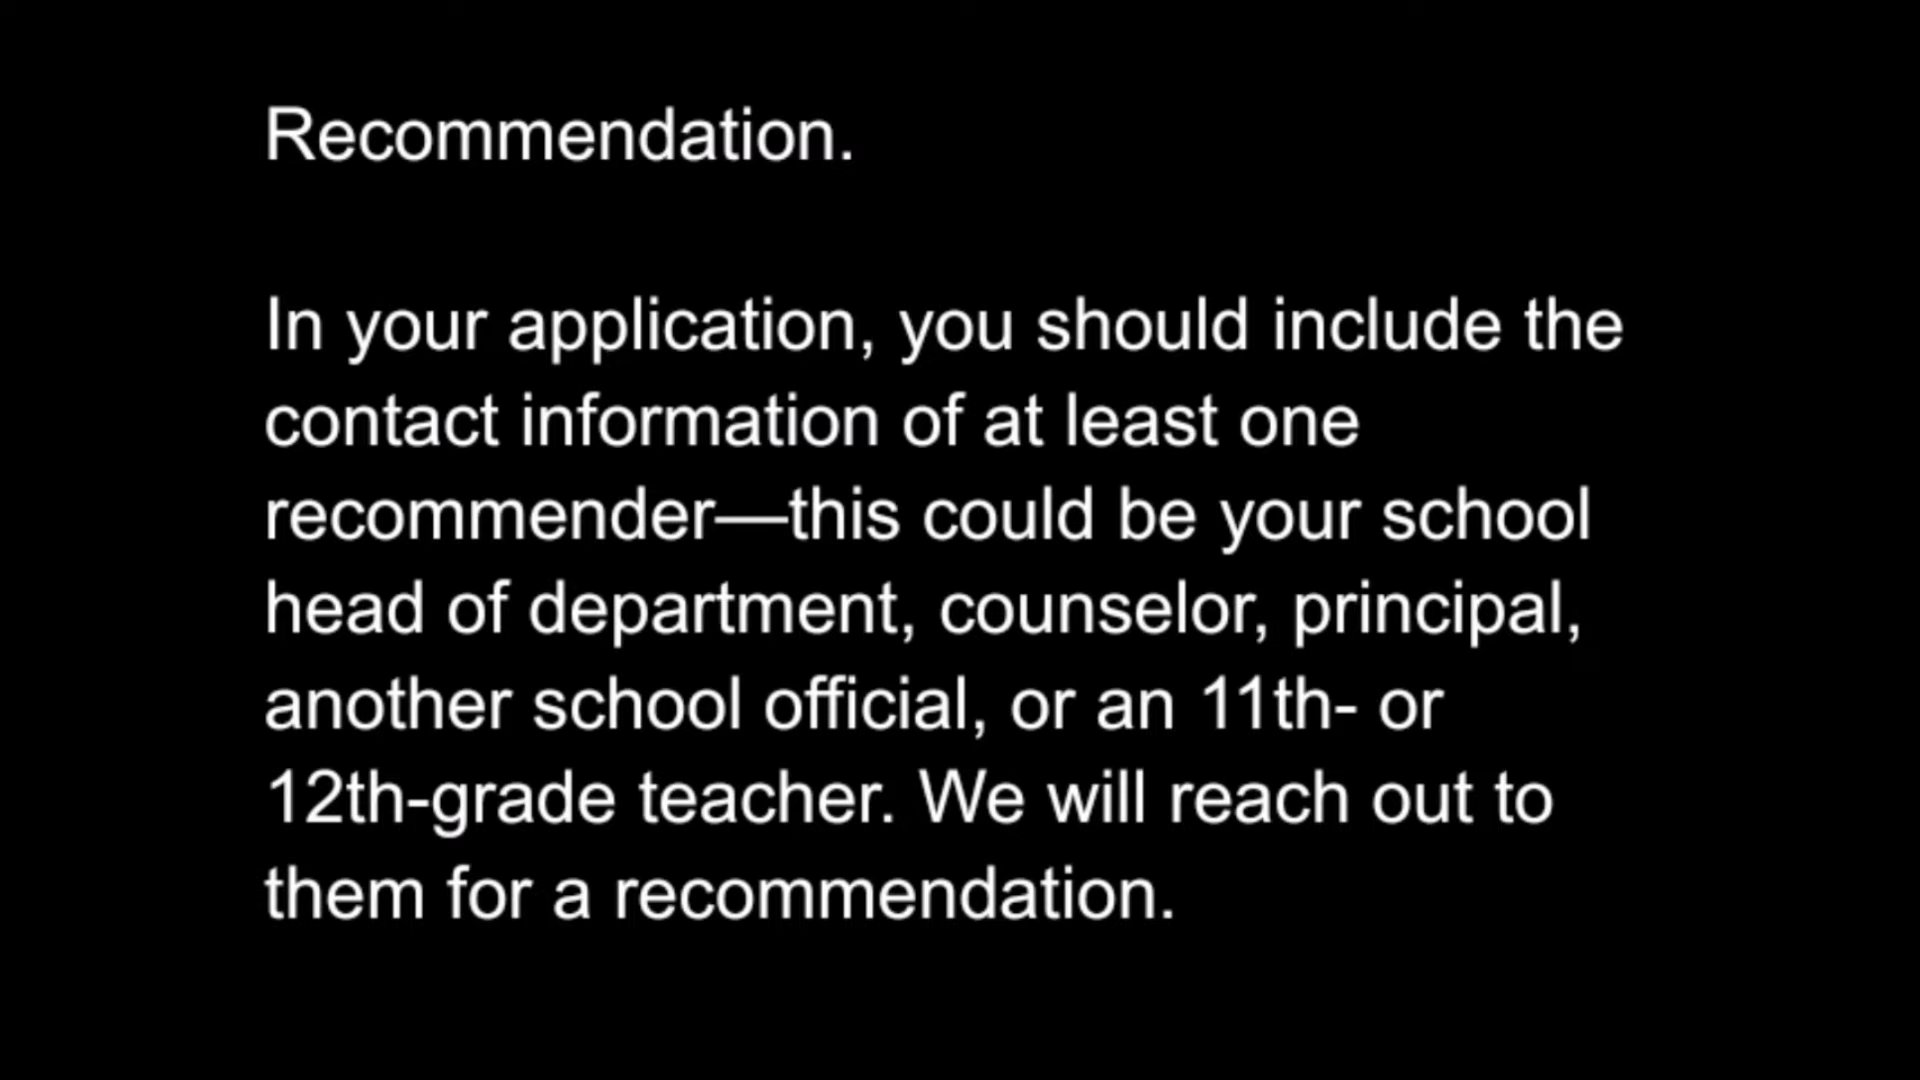 Recommendation.
In your application, you should include the
contact information of at least one
recommender—this could be your school
head of department, counselor, principal,
another school official, or an 11th- or
12th-grade teacher. We will reach out to
them for a recommendation.